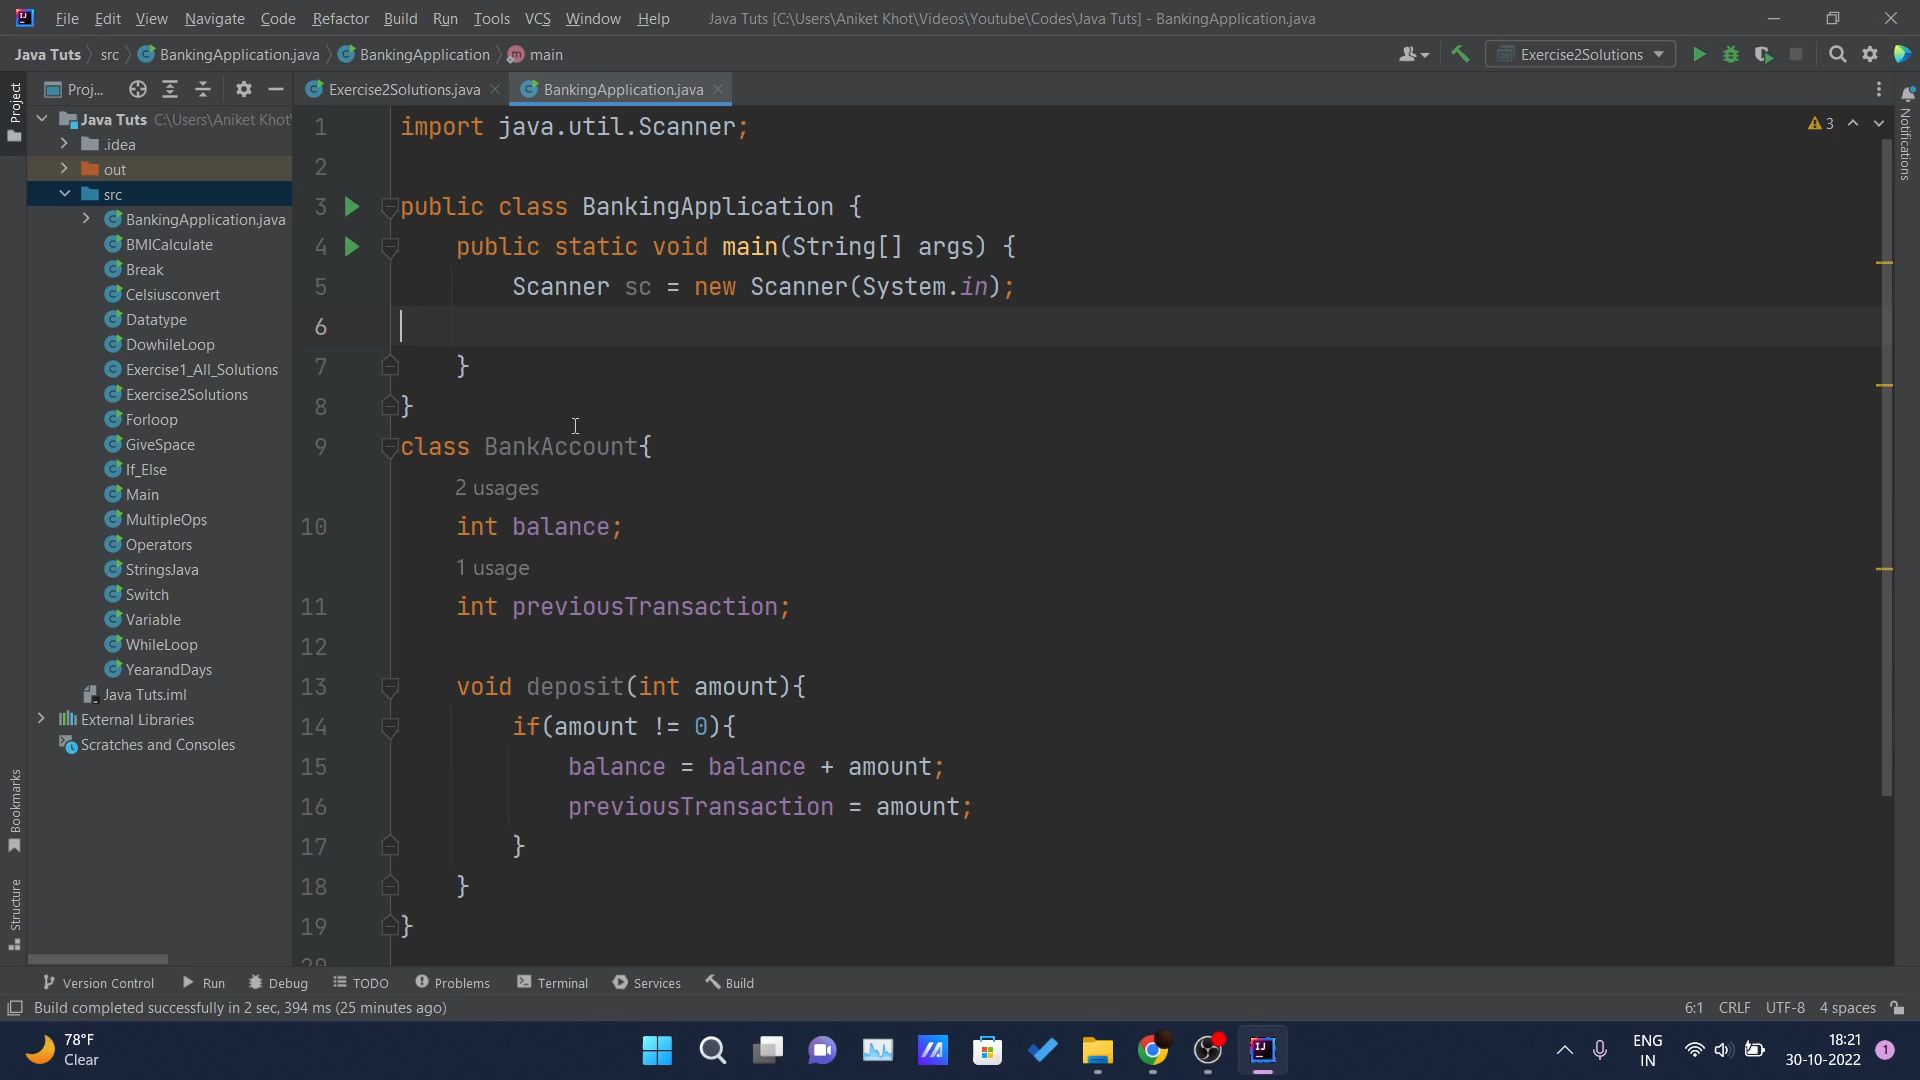 File Edit View Navigate Code Refactor Build Run Tools VCS Window Help Java Tuts [C:\Users\Aniket Khot\Videos\Youtube\Codes\Java Tuts] - BankingApplication.java
Java Tuts src BankingApplication.java BankingApplication main Exercise2Solutions
Proj... Exercise2Solutions.java BankingApplication.java
Project
Notifications
Bookmarks
Structure
Java Tuts C:\Users\Aniket Khot\
.idea
out
src
BankingApplication.java
BMICalculate
Break
Celsiusconvert
Datatype
DowhileLoop
Exercise1_All_Solutions
Exercise2Solutions
Forloop
GiveSpace
If_Else
Main
MultipleOps
Operators
StringsJava
Switch
Variable
WhileLoop
YearandDays
Java Tuts.iml
External Libraries
Scratches and Consoles
1 import java.util.Scanner;
3
2
3 public class BankingApplication {
4 public static void main(String[] args) {
5 Scanner sc = new Scanner(System.in);
6
7 }
8 }
9 class BankAccount{
2 usages
10 int balance;
1 usage
11 int previousTransaction;
12
13 void deposit(int amount){
14 if(amount != 0){
15 balance = balance + amount;
16 previousTransaction = amount;
17 }
18 }
19 }
20
Version Control Run Debug TODO Problems Terminal Services Build
Build completed successfully in 2 sec, 394 ms (25 minutes ago) 6:1 CRLF UTF-8 4 spaces
78°F
Clear
ENG
IN
18:21
30-10-2022
1